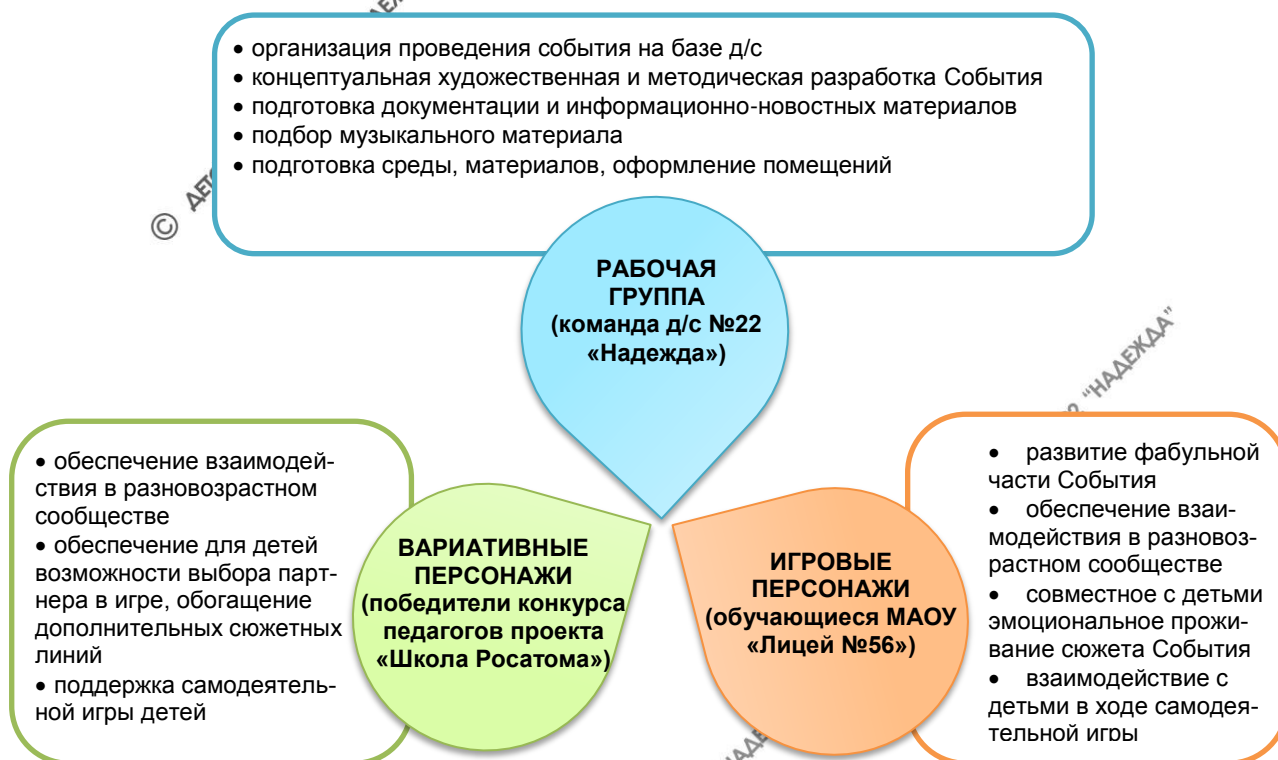 • организация проведения события на базе д/с
• концептуальная художественная и методическая разработка События
• подготовка документации и информационно-новостных материалов
• подбор музыкального материала
• подготовка среды, материалов, оформление помещений
©
РАБОЧАЯ
ГРУППА
(команда д/с №22
«Надежда»)
"НАДЕЖДА"
• обеспечение взаимодей-
ствия в разновозрастном
сообществе
• обеспечение для детей
возможности выбора парт-
нера в игре, обогащение
дополнительных сюжетных
линий
• поддержка самодеятель-
ной игры детей
ВАРИАТИВНЫЕ
ПЕРСОНАЖИ
(победители конкурса
педагогов проекта
«Школа Росатома»)
ИГРОВЫЕ
ПЕРСОНАЖИ
(обучающиеся МАОУ
«Лицей №56»)
• развитие фабульной
части События
• обеспечение взаи-
модействия в разновоз-
растном сообществе
• совместное с детьми
эмоциональное прожи-
вание сюжета События
• взаимодействие с
детьми в ходе самодея-
тельной игры